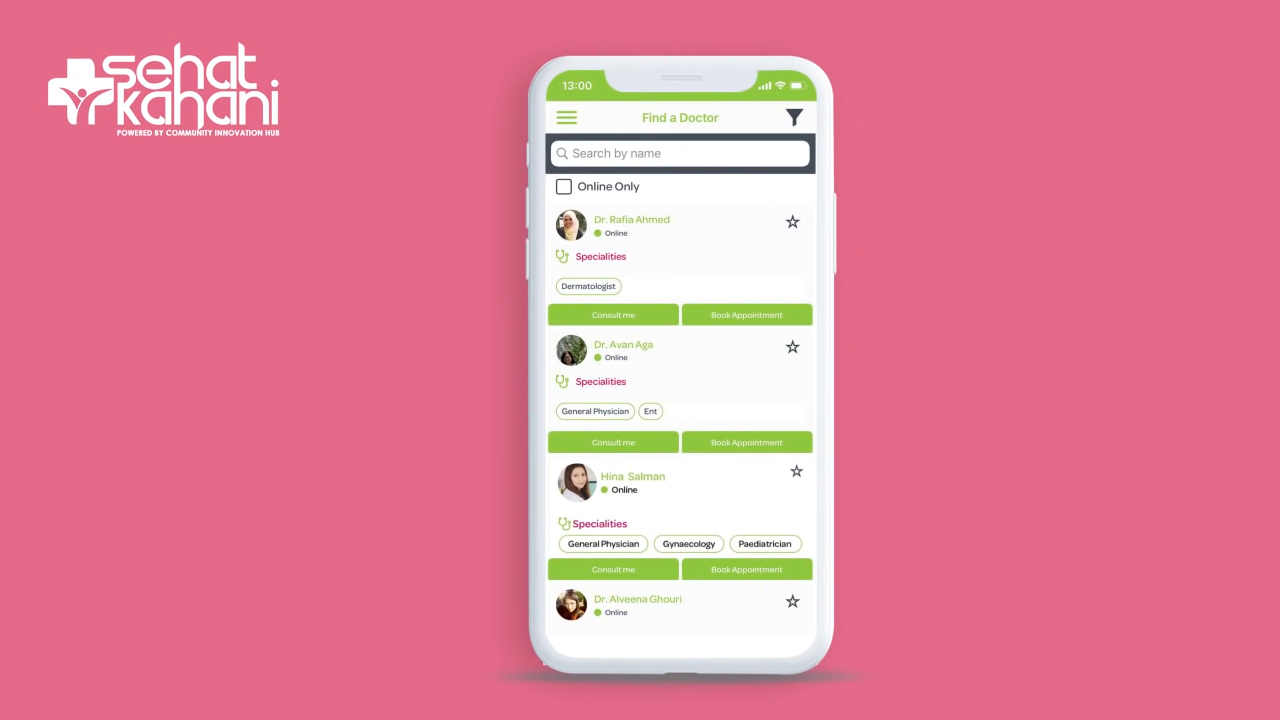 sehat
kahani
POWERED BY COMMUNITY INNOVATION HUB
13:00
Find a Doctor
Search by name
Online Only
Dr. Rafia Ahmed
Online
Specialities
Dermatologist
Consult me Book Appointment
Dr. Avan Aga
Online
Specialities
General Physician Ent
Consult me Book Appointment
Hina Salman
Online
Specialities
General Physician Gynaecology Paediatrician
Consult me Book Appointment
Dr. Alveena Ghouri
Online